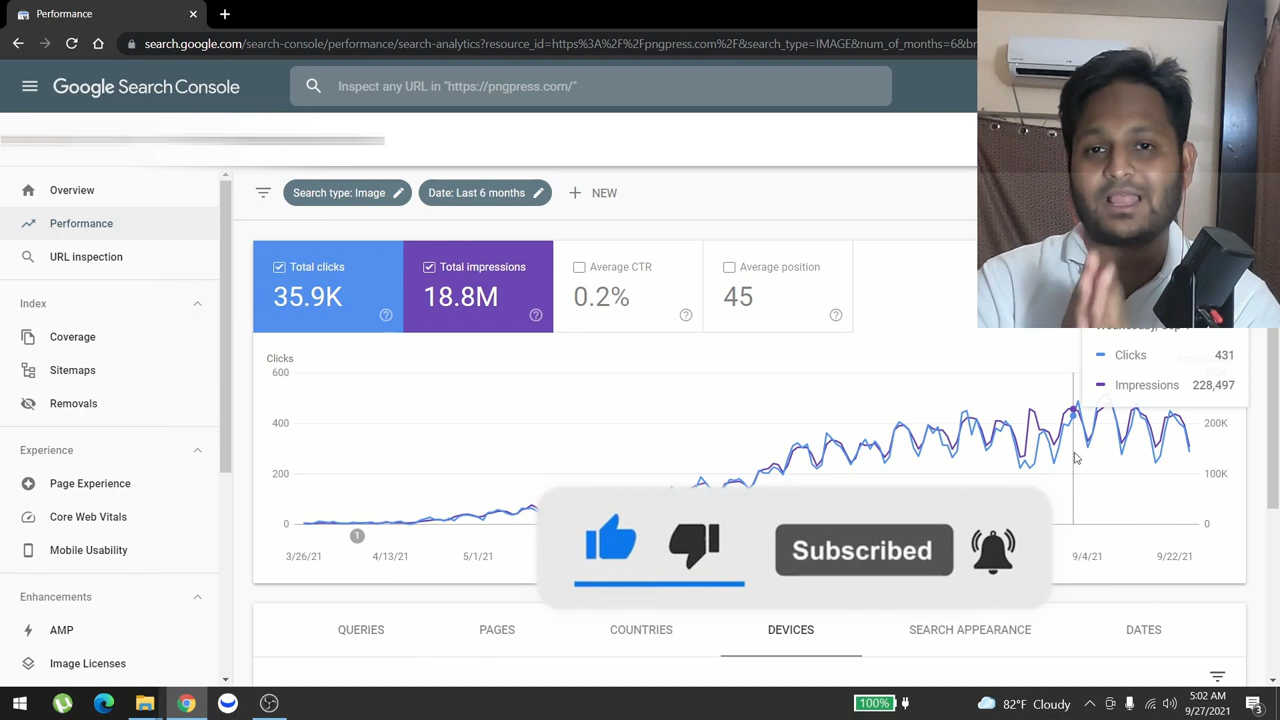 Performance
search.google.com/search-console/performance/search-analytics?resource_id=https%3A%2F%2Fpngpress.com%2F&search_type=IMAGE&num_of_months=6&br
Google Search Console
Inspect any URL in "https://pngpress.com/"
Overview
Performance
URL inspection
Index
Coverage
Sitemaps
Removals
Experience
Page Experience
Core Web Vitals
Mobile Usability
Enhancements
AMP
Image Licenses
Search type: Image
Date: Last 6 months
NEW
Total clicks
35.9K
Total impressions
18.8M
Average CTR
0.2%
Average position
45
Clicks
600
400
200
0
200K
100K
0
Clicks 431
Impressions 228,497
1
3/26/21
4/13/21
5/1/21
9/4/21
9/22/21
Subscribed
QUERIES
PAGES
COUNTRIES
DEVICES
SEARCH APPEARANCE
DATES
100%
82°F Cloudy
5:02 AM
9/27/2021
3